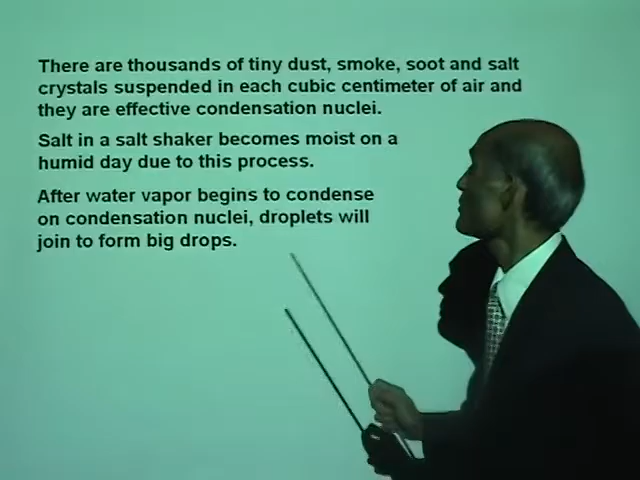 There are thousands of tiny dust, smoke, soot and salt
crystals suspended in each cubic centimeter of air and
they are effective condensation nuclei.
Salt in a salt shaker becomes moist on a
humid day due to this process.
After water vapor begins to condense
on condensation nuclei, droplets will
join to form big drops.